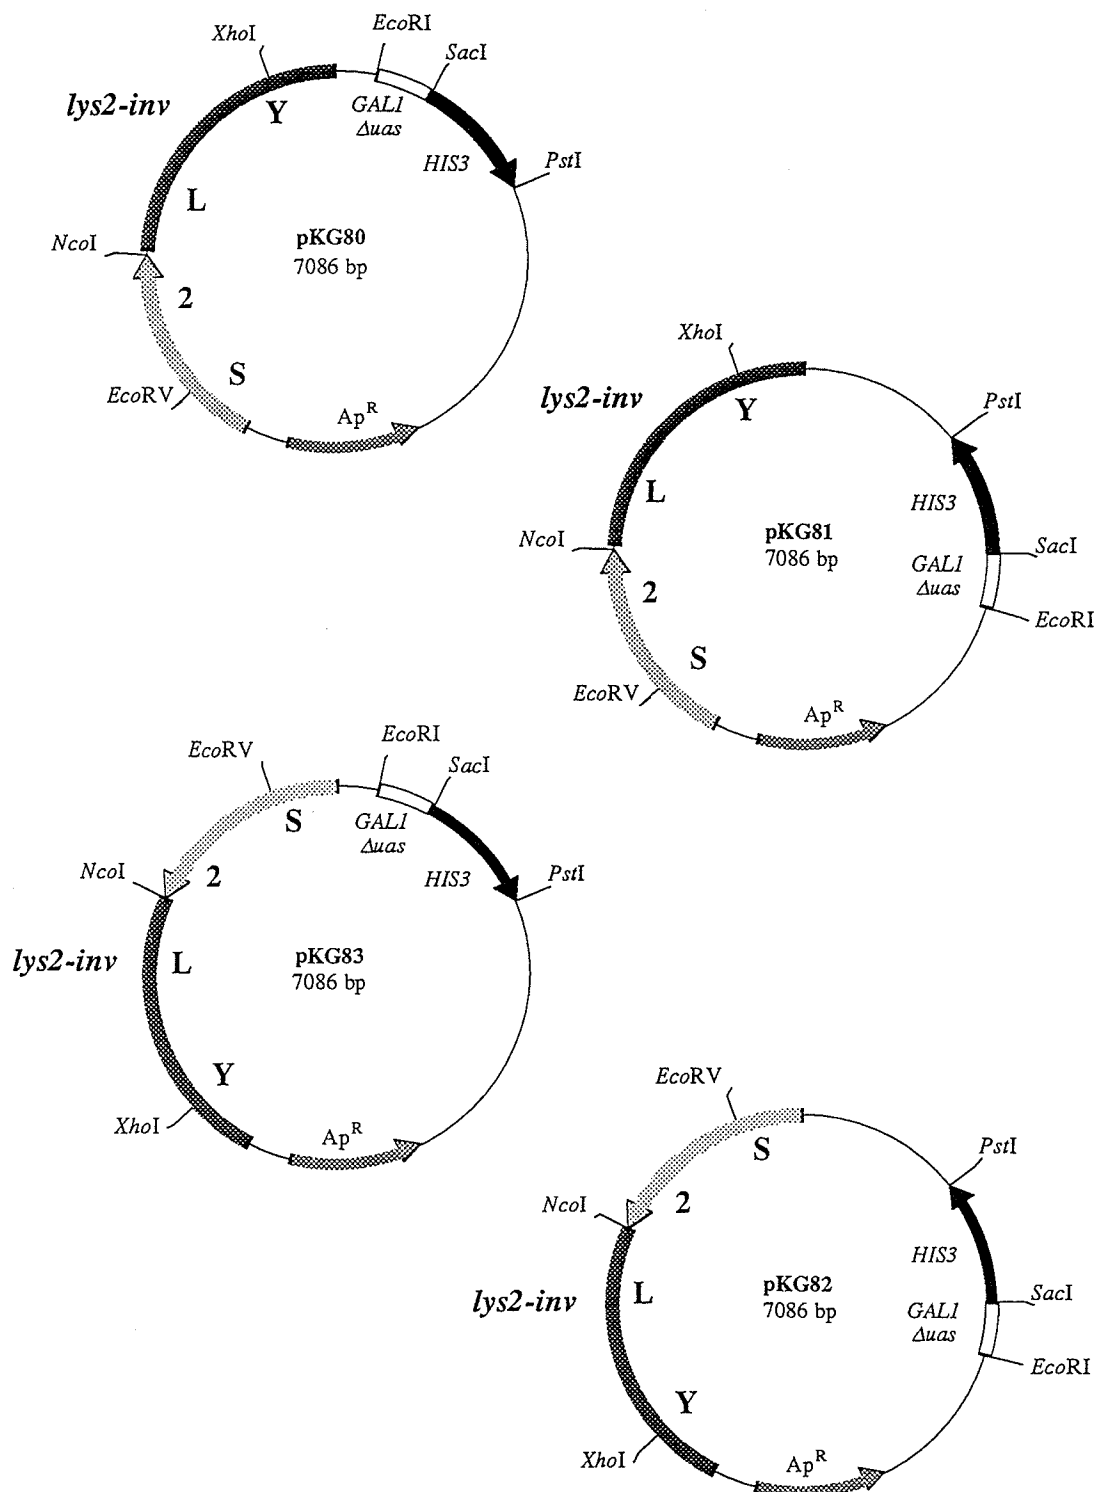 EcoRI
XhoI
SacI
lys2-inv
Y
GAL1
Δuas
HIS3
PstI
L
pKG80
7086 bp
NcoI
2
S
EcoRV
ApR
XhoI
lys2-inv
Y
PstI
L
HIS3
pKG81
7086 bp
NcoI
SacI
GAL1
Δuas
2
EcoRI
S
EcoRV
ApR
EcoRI
EcoRV
SacI
S
GAL1
Δuas
NcoI
2
HIS3
PstI
lys2-inv
L
pKG83
7086 bp
Y
XhoI
ApR
EcoRV
S
PstI
NcoI
2
HIS3
lys2-inv
L
pKG82
7086 bp
SacI
GAL1
Δuas
EcoRI
Y
XhoI
ApR